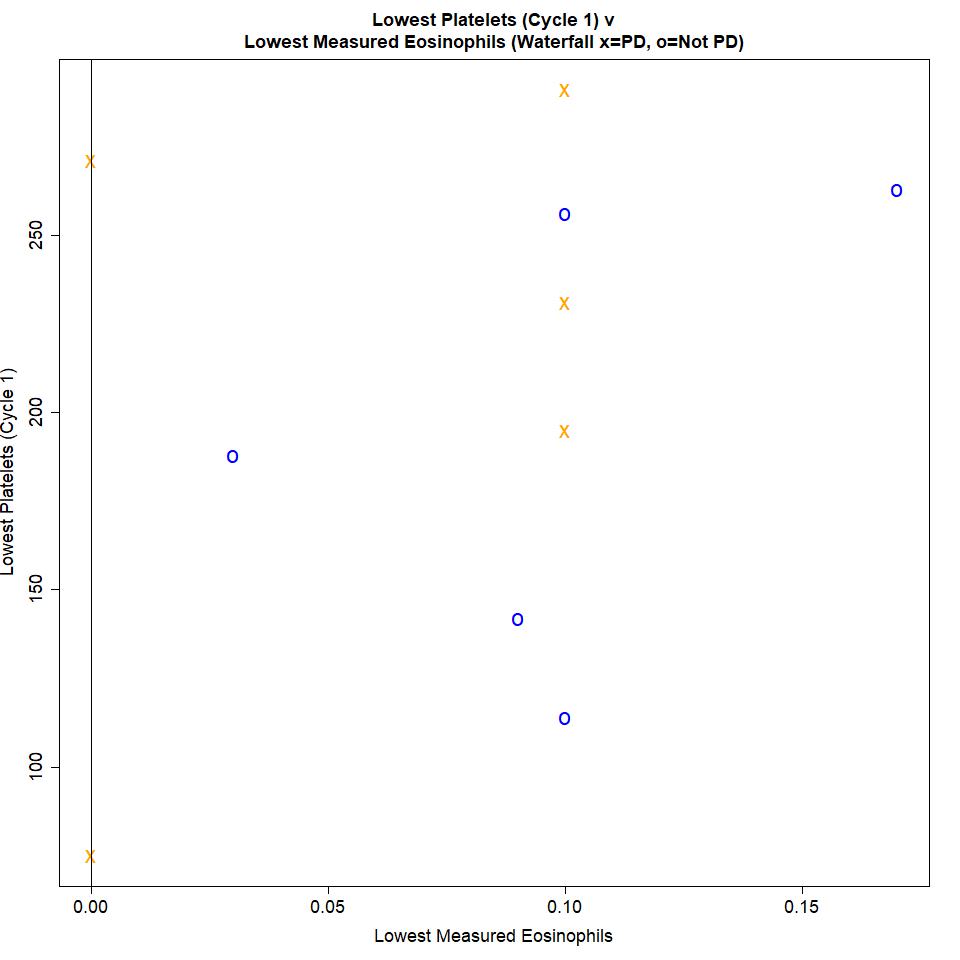 Lowest Platelets (Cycle 1) v
Lowest Measured Eosinophils (Waterfall x=PD, o=Not PD)
X
X
O
O
X
X
O
O
O
X
250
200
150
100
Lowest Platelets (Cycle 1)
0.00
0.05
0.10
0.15
Lowest Measured Eosinophils